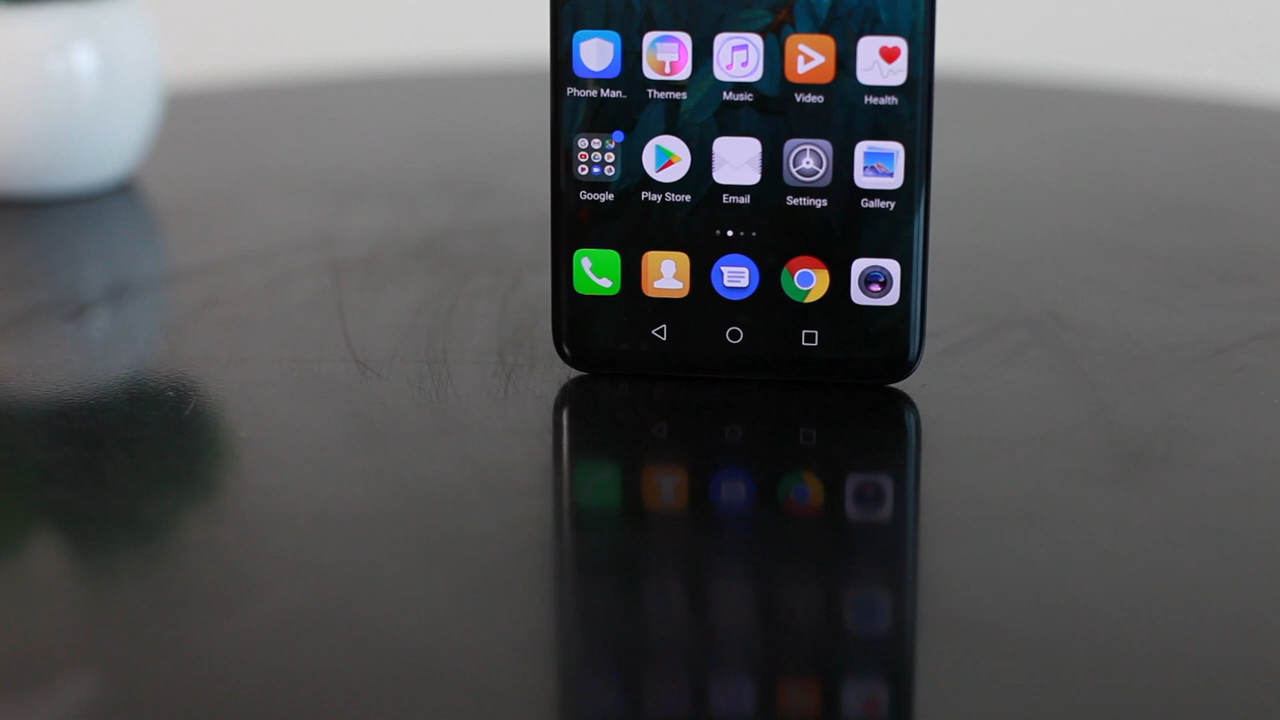 Phone Man..
Themes
Music
Video
Health
Google
Play Store
Email
Settings
Gallery